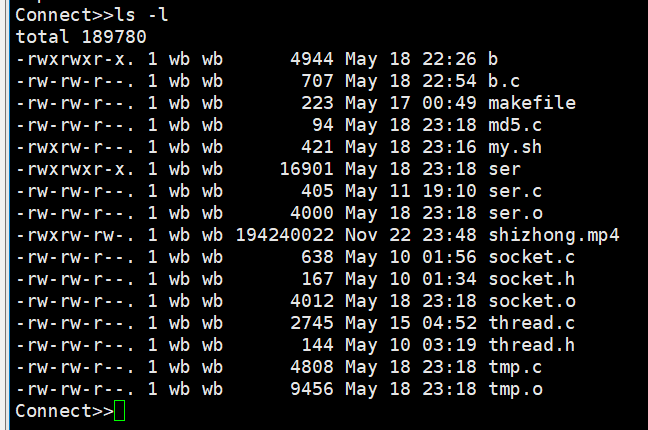 Connect>>ls -l
total 189780
-rwxrwxr-x. 1 wb wb      4944 May 18 22:26 b
-rw-rw-r--. 1 wb wb       707 May 18 22:54 b.c
-rw-rw-r--. 1 wb wb       223 May 17 00:49 makefile
-rw-rw-r--. 1 wb wb        94 May 18 23:18 md5.c
-rw-rw-r--. 1 wb wb       421 May 18 23:16 my.sh
-rwxrwxr-x. 1 wb wb     16901 May 18 23:18 ser
-rw-rw-r--. 1 wb wb       405 May 11 19:10 ser.c
-rw-rw-r--. 1 wb wb      4000 May 18 23:18 ser.o
-rwxrw-rw-. 1 wb wb 194240022 Nov 22 23:48 shizhong.mp4
-rw-rw-r--. 1 wb wb       638 May 10 01:56 socket.c
-rw-rw-r--. 1 wb wb       167 May 10 01:34 socket.h
-rw-rw-r--. 1 wb wb      4012 May 18 23:18 socket.o
-rw-rw-r--. 1 wb wb      2745 May 15 04:52 thread.c
-rw-rw-r--. 1 wb wb       144 May 10 03:19 thread.h
-rw-rw-r--. 1 wb wb      4808 May 18 23:18 tmp.c
-rw-rw-r--. 1 wb wb      9456 May 18 23:18 tmp.o
Connect>>